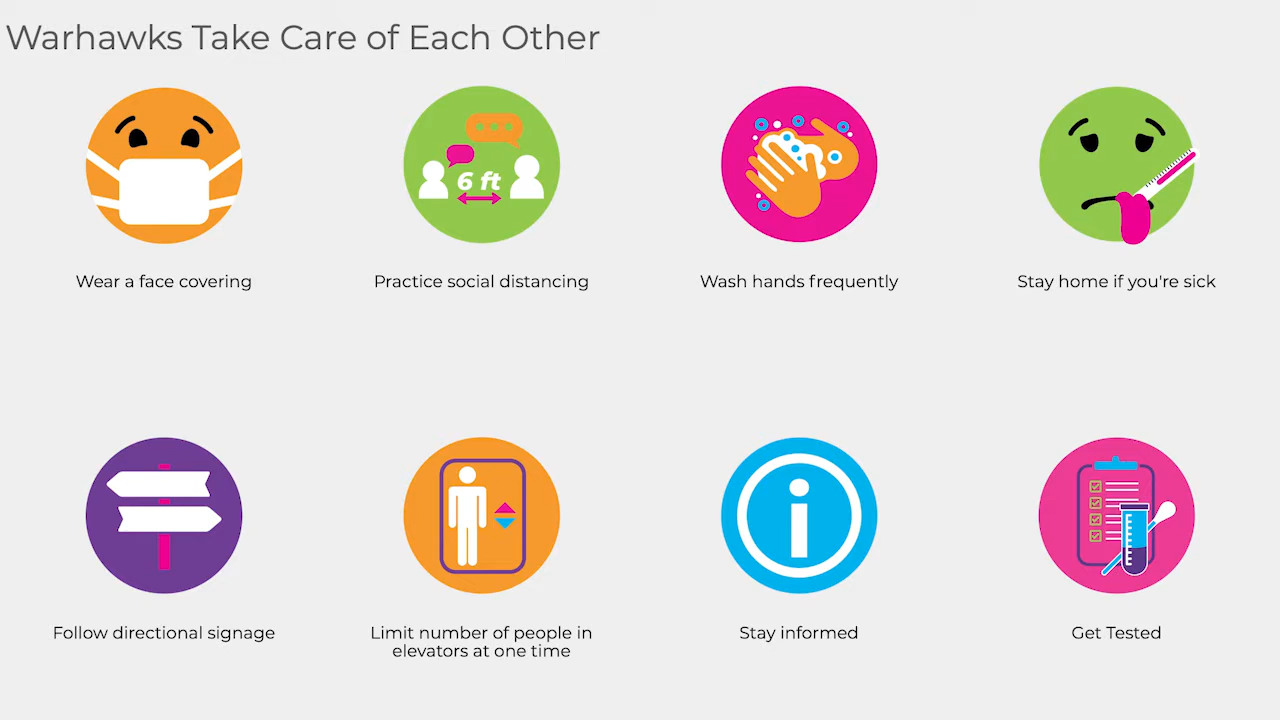 Warhawks Take Care of Each Other
6 ft
Wear a face covering
Practice social distancing
Wash hands frequently
Stay home if you're sick
Follow directional signage
Limit number of people in
elevators at one time
Stay informed
Get Tested